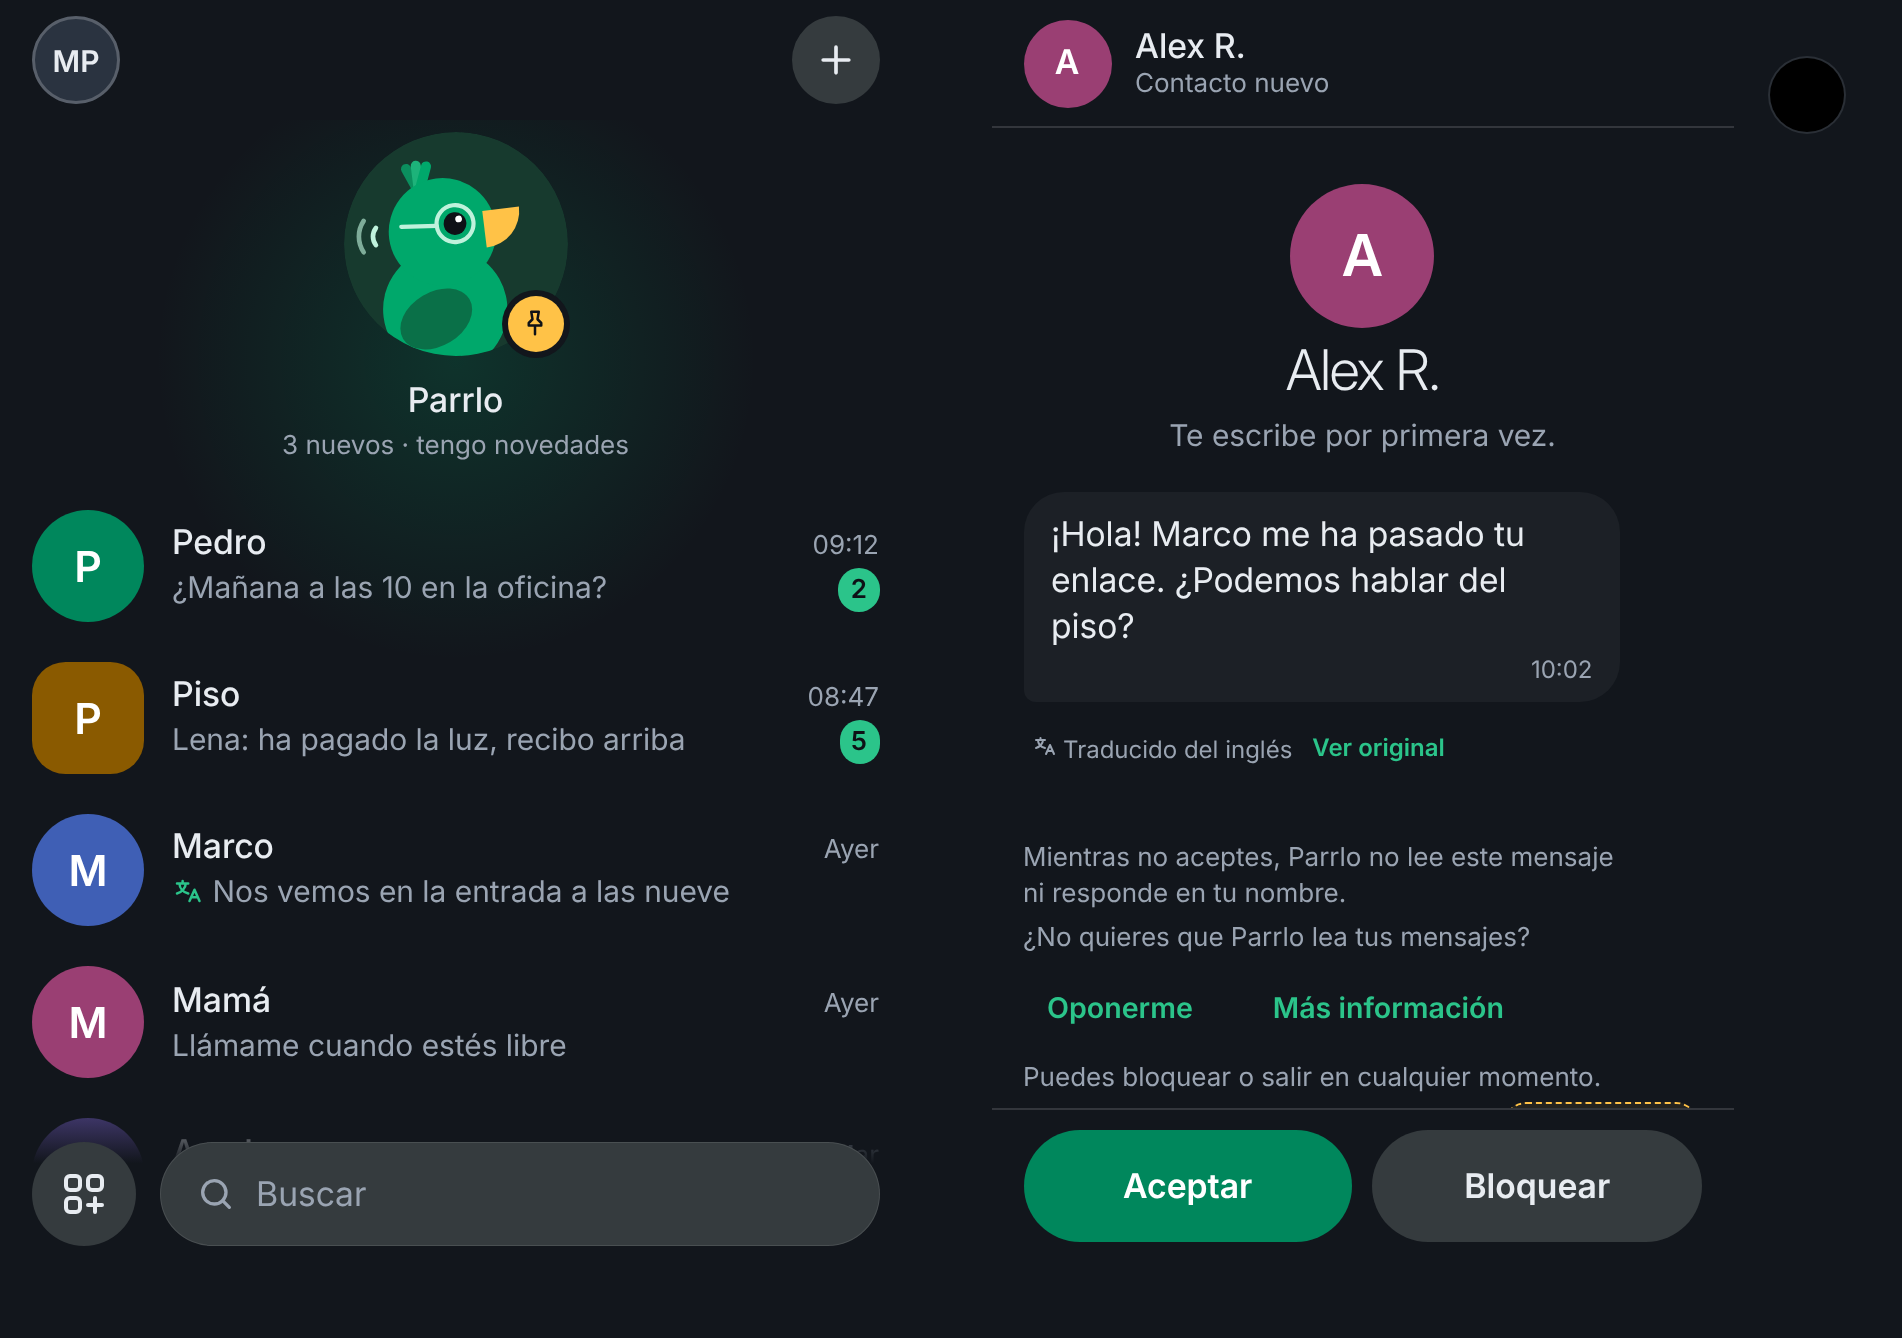 MP
Parrlo
3 nuevos · tengo novedades
P
Pedro
09:12
¿Mañana a las 10 en la oficina?
2
P
Piso
08:47
Lena: ha pagado la luz, recibo arriba
5
M
Marco
Ayer
Nos vemos en la entrada a las nueve
M
Mamá
Ayer
Llámame cuando estés libre
Buscar
A
Alex R.
Contacto nuevo
A
Alex R.
Te escribe por primera vez.
¡Hola! Marco me ha pasado tu
enlace. ¿Podemos hablar del
piso?
10:02
Traducido del inglés Ver original
Mientras no aceptes, Parrlo no lee este mensaje
ni responde en tu nombre.
¿No quieres que Parrlo lea tus mensajes?
Oponerme Más información
Puedes bloquear o salir en cualquier momento.
Aceptar Bloquear